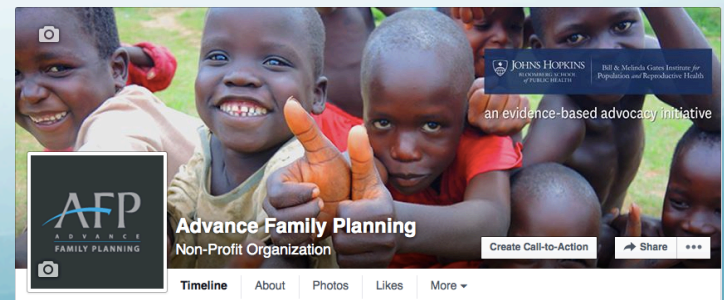 JOHNS HOPKINS
BLOOMBERG SCHOOL
of PUBLIC HEALTH
Bill & Melinda Gates Institute for
Population and Reproductive Health
an evidence-based advocacy initiative
AFP
ADVANCE
FAMILY PLANNING
Advance Family Planning
Non-Profit Organization
Create Call-to-Action
Share
•••
Timeline
About
Photos
Likes
More